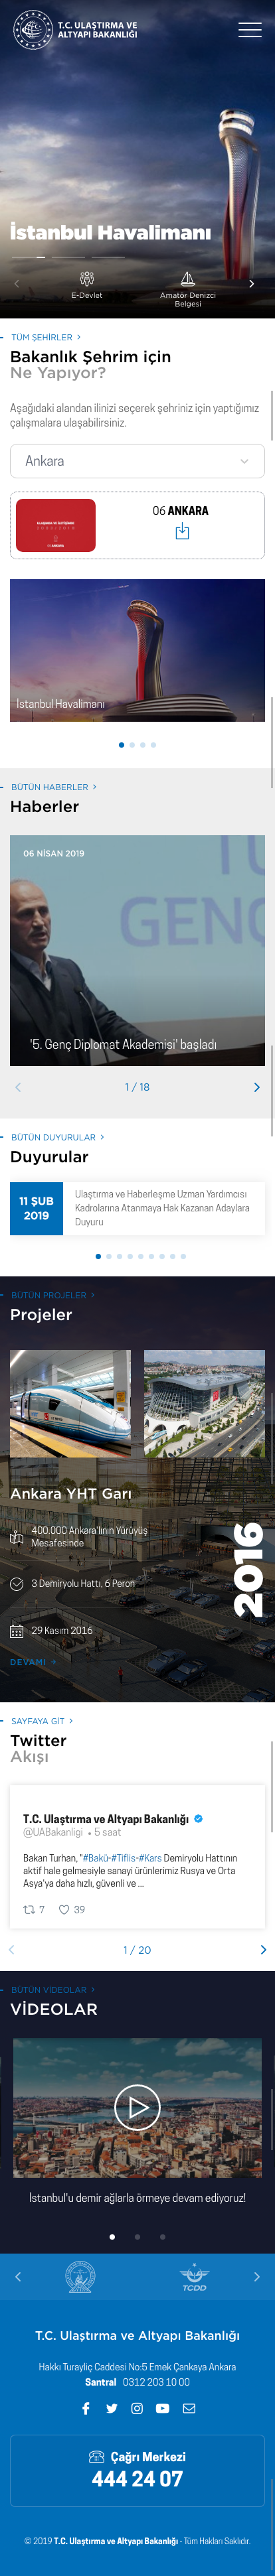 T.C. ULAŞTIRMA VE
ALTYAPI BAKANLIĞI
İstanbul Havalimanı
E-Devlet
Amatör Denizci
Belgesi
TÜM ŞEHİRLER
Bakanlık Şehrim için
Ne Yapıyor?
Aşağıdaki alandan ilinizi seçerek şehriniz için yaptığımız
çalışmalara ulaşabilirsiniz.
Ankara
06 ANKARA
İstanbul Havalimanı
BÜTÜN HABERLER
Haberler
06 NİSAN 2019
GENÇ
'5. Genç Diplomat Akademisi' başladı
1 / 18
BÜTÜN DUYURULAR
Duyurular
11 ŞUB
2019
Ulaştırma ve Haberleşme Uzman Yardımcısı
Kadrolarına Atanmaya Hak Kazanan Adaylara
Duyuru
BÜTÜN PROJELER
Projeler
Ankara YHT Garı
400.000 Ankara'lının Yürüyüş
Mesafesinde
3 Demiryolu Hattı, 6 Peron
29 Kasım 2016
2016
DEVAMI
SAYFAYA GİT
Twitter
Akışı
T.C. Ulaştırma ve Altyapı Bakanlığı
@UABakanligi • 5 saat
Bakan Turhan, "#Bakü-#Tiflis-#Kars Demiryolu Hattının
aktif hale gelmesiyle sanayi ürünlerimiz Rusya ve Orta
Asya'ya daha hızlı, güvenli ve ...
7 39
1 / 20
BÜTÜN VİDEOLAR
VİDEOLAR
İstanbul'u demir ağlarla örmeye devam ediyoruz!
TCDD
T.C. Ulaştırma ve Altyapı Bakanlığı
Hakkı Turayliç Caddesi No:5 Emek Çankaya Ankara
Santral 0312 203 10 00
Çağrı Merkezi
444 24 07
© 2019 T.C. Ulaştırma ve Altyapı Bakanlığı - Tüm Hakları Saklıdır.